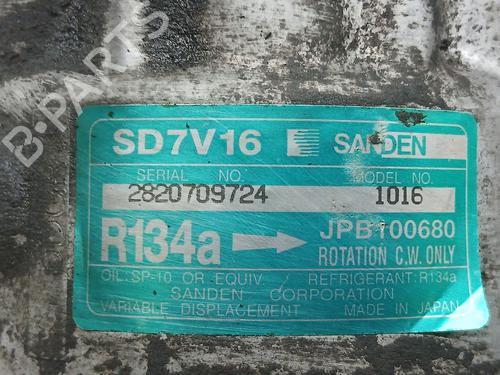 B-PARTS
SD7V16 SANDEN
SERIAL NO. MODEL NO.
2820709724 1016
R134a JPB100680
ROTATION C.W. ONLY
OIL: SP-10 OR EQUIV. REFRIGERANT: R134a
SANDEN CORPORATION
VARIABLE DISPLACEMENT MADE IN JAPAN